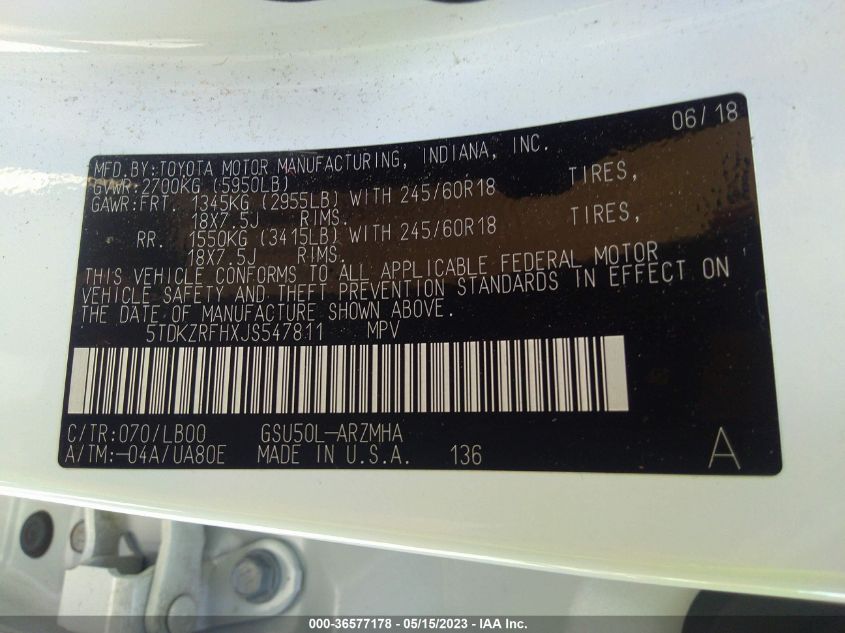 06/18
MFD.BY:TOYOTA MOTOR MANUFACTURING, INDIANA, INC.
GVWR:2700KG (5950LB)
GAWR:FRT. 1345KG (2955LB) WITH 245/60R18 TIRES,
18X7.5J RIMS.
RR. 1550KG (3415LB) WITH 245/60R18 TIRES,
18X7.5J RIMS.
THIS VEHICLE CONFORMS TO ALL APPLICABLE FEDERAL MOTOR
VEHICLE SAFETY AND THEFT PREVENTION STANDARDS IN EFFECT ON
THE DATE OF MANUFACTURE SHOWN ABOVE.
5TDKZRFHXJS547811 MPV
C/TR:070/LB00 GSU50L-ARZMHA
A/TM:-04A/UA80E MADE IN U.S.A. 136 A
000-36577178 - 05/15/2023 - IAA Inc.